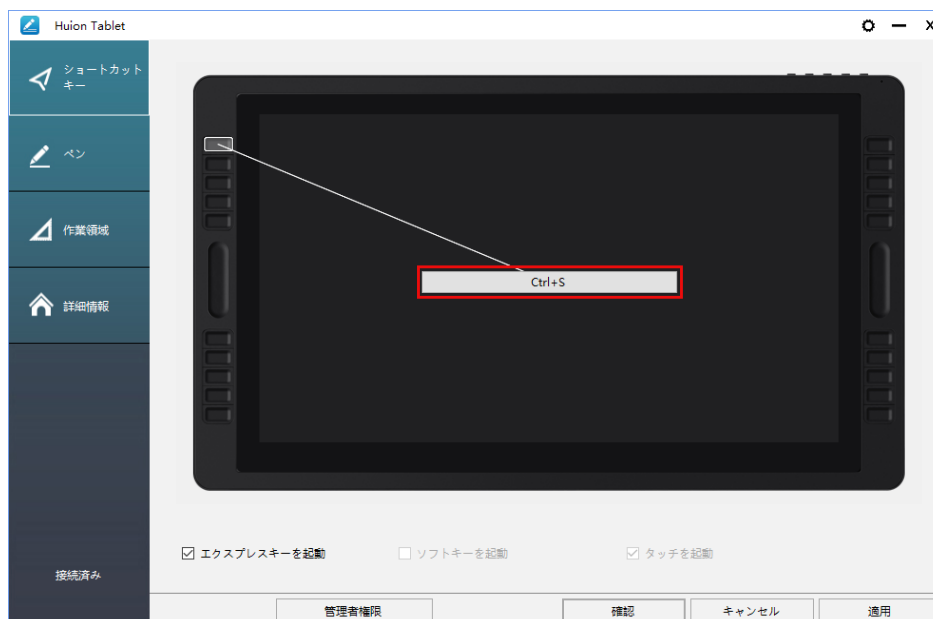 Huion Tablet
ショートカット
キー
ペン
作業領域
詳細情報
接続済み
Ctrl+S
エクスプレスキーを起動
ソフトキーを起動
タッチを起動
管理者権限
確認
キャンセル
適用